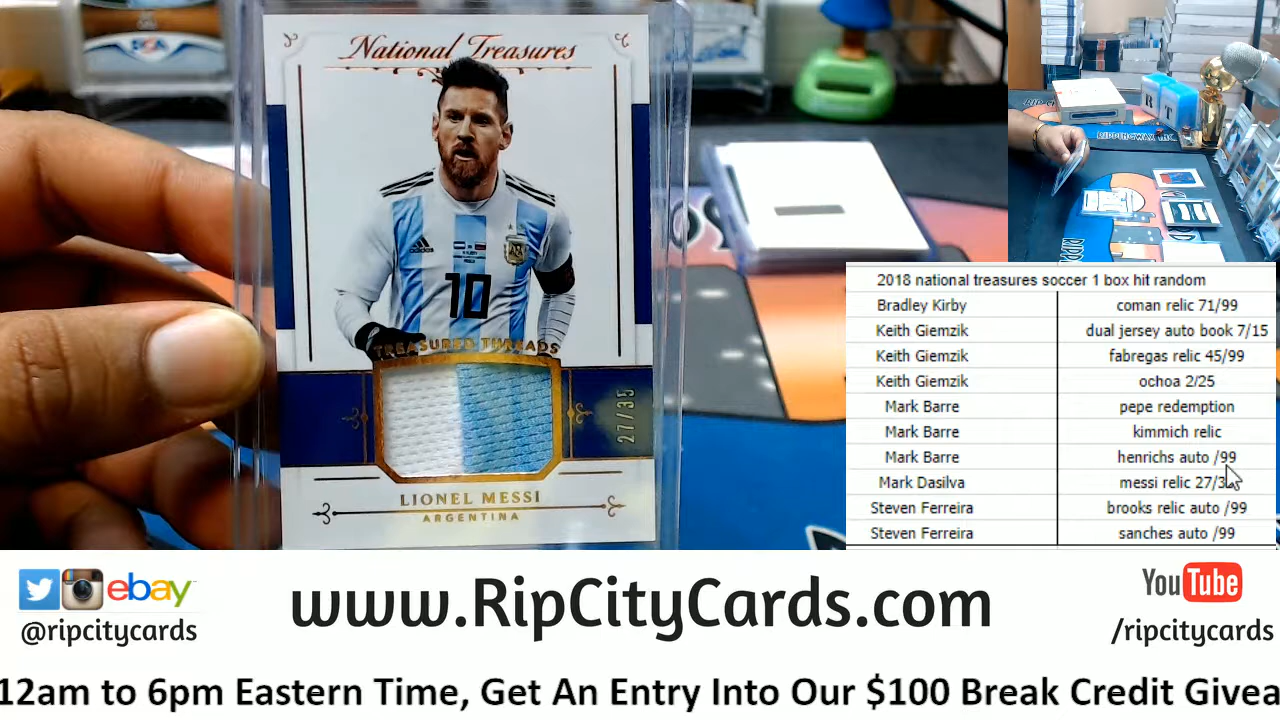 National Treasures
adidas
10
TREASURED THREADS
27/35
LIONEL MESSI
ARGENTINA
R T
RIPPINGWAX INC.
2018 national treasures soccer 1 box hit random
Bradley Kirby coman relic 71/99
Keith Giemzik dual jersey auto book 7/15
Keith Giemzik fabregas relic 45/99
Keith Giemzik ochoa 2/25
Mark Barre pepe redemption
Mark Barre kimmich relic
Mark Barre henrichs auto /99
Mark Dasilva messi relic 27/3
Steven Ferreira brooks relic auto /99
Steven Ferreira sanches auto /99
ebay
@ripcitycards
www.RipCityCards.com
YouTube
/ripcitycards
12am to 6pm Eastern Time, Get An Entry Into Our $100 Break Credit Givea